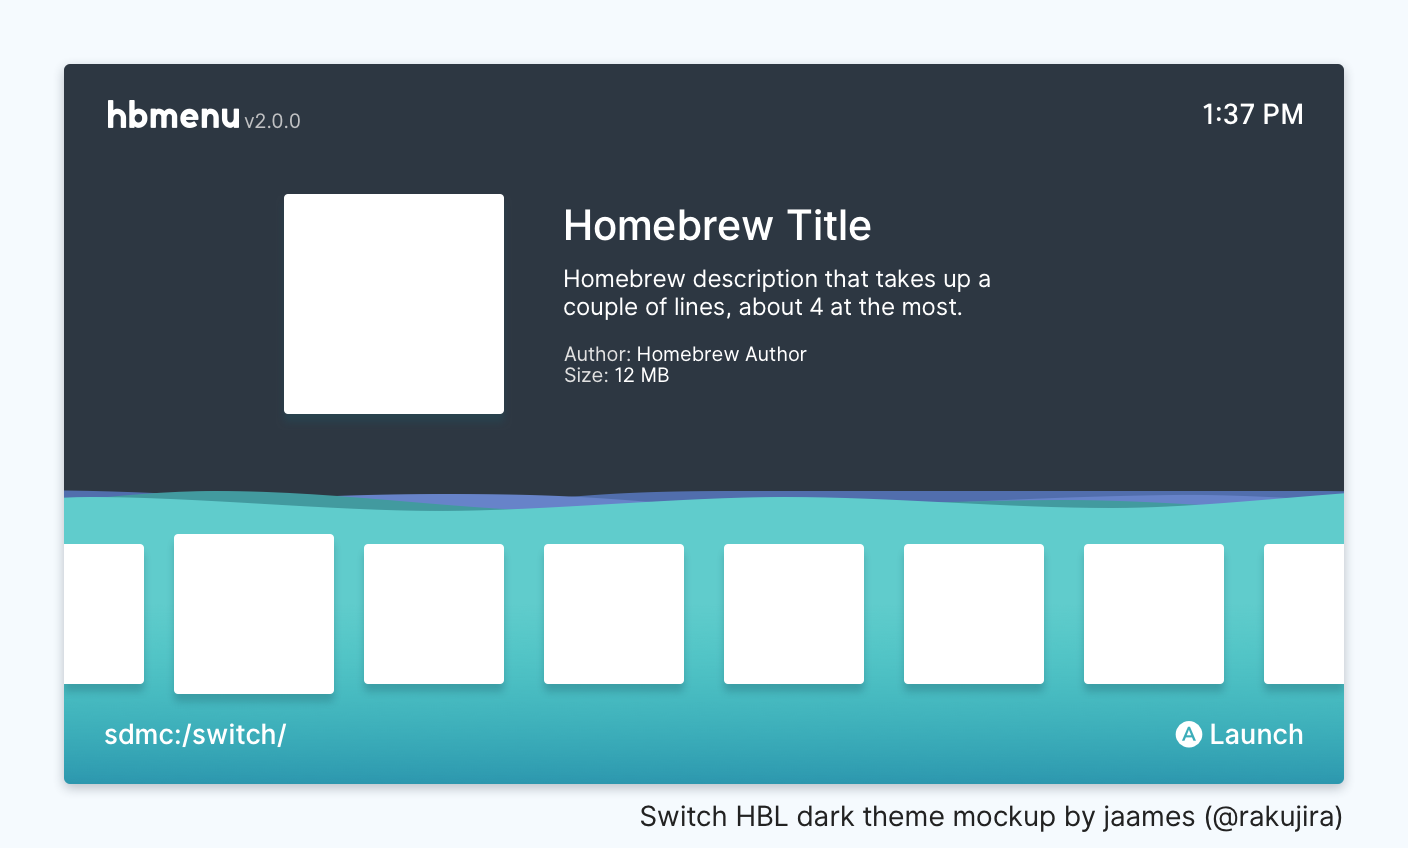 hbmenu v2.0.0
1:37 PM
Homebrew Title
Homebrew description that takes up a
couple of lines, about 4 at the most.
Author: Homebrew Author
Size: 12 MB
sdmc:/switch/
A Launch
Switch HBL dark theme mockup by jaames (@rakujira)